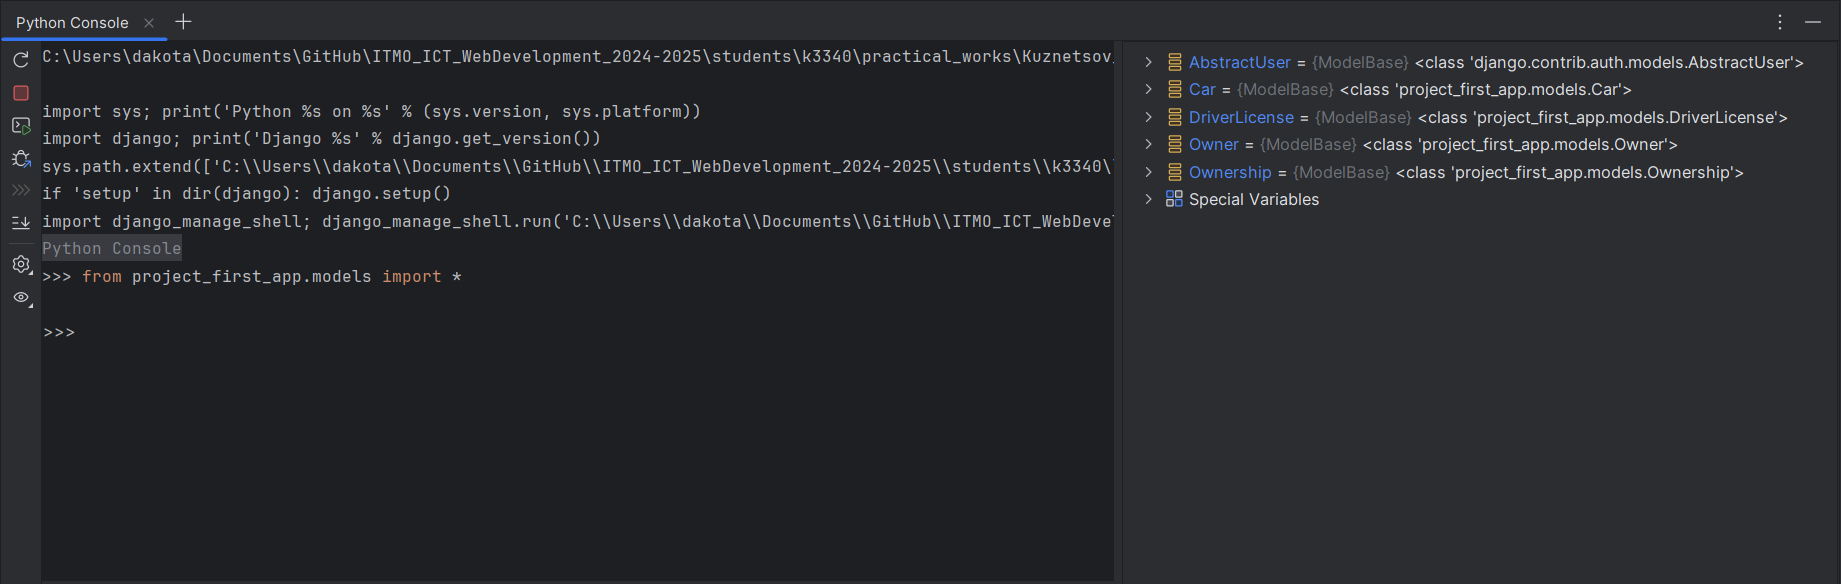 Python Console
C:\Users\dakota\Documents\GitHub\ITMO_ICT_WebDevelopment_2024-2025\students\k3340\practical_works\Kuznetsov_
import sys; print('Python %s on %s' % (sys.version, sys.platform))
import django; print('Django %s' % django.get_version())
sys.path.extend(['C:\\Users\\dakota\\Documents\\GitHub\\ITMO_ICT_WebDevelopment_2024-2025\\students\\k3340\
if 'setup' in dir(django): django.setup()
import django_manage_shell; django_manage_shell.run('C:\\Users\\dakota\\Documents\\GitHub\\ITMO_ICT_WebDeve
Python Console
>>> from project_first_app.models import *
>>>
AbstractUser = {ModelBase} <class 'django.contrib.auth.models.AbstractUser'>
Car = {ModelBase} <class 'project_first_app.models.Car'>
DriverLicense = {ModelBase} <class 'project_first_app.models.DriverLicense'>
Owner = {ModelBase} <class 'project_first_app.models.Owner'>
Ownership = {ModelBase} <class 'project_first_app.models.Ownership'>
Special Variables